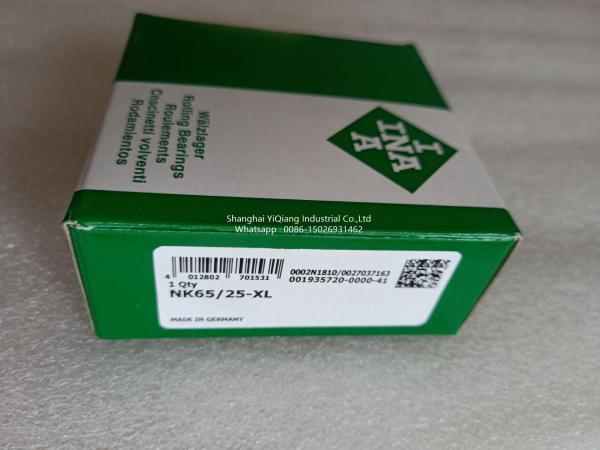 Wälzlager
Rolling Bearings
Roulements
Cuscinetti volventi
Rodamientos
I
INA
A
Shanghai YiQiang Industrial Co.,Ltd
Whatsapp : 0086-15026931462
4 012802 701531
0002N1810/0027037163
001935720-0000-41
1 Qty
NK65/25-XL
MADE IN GERMANY